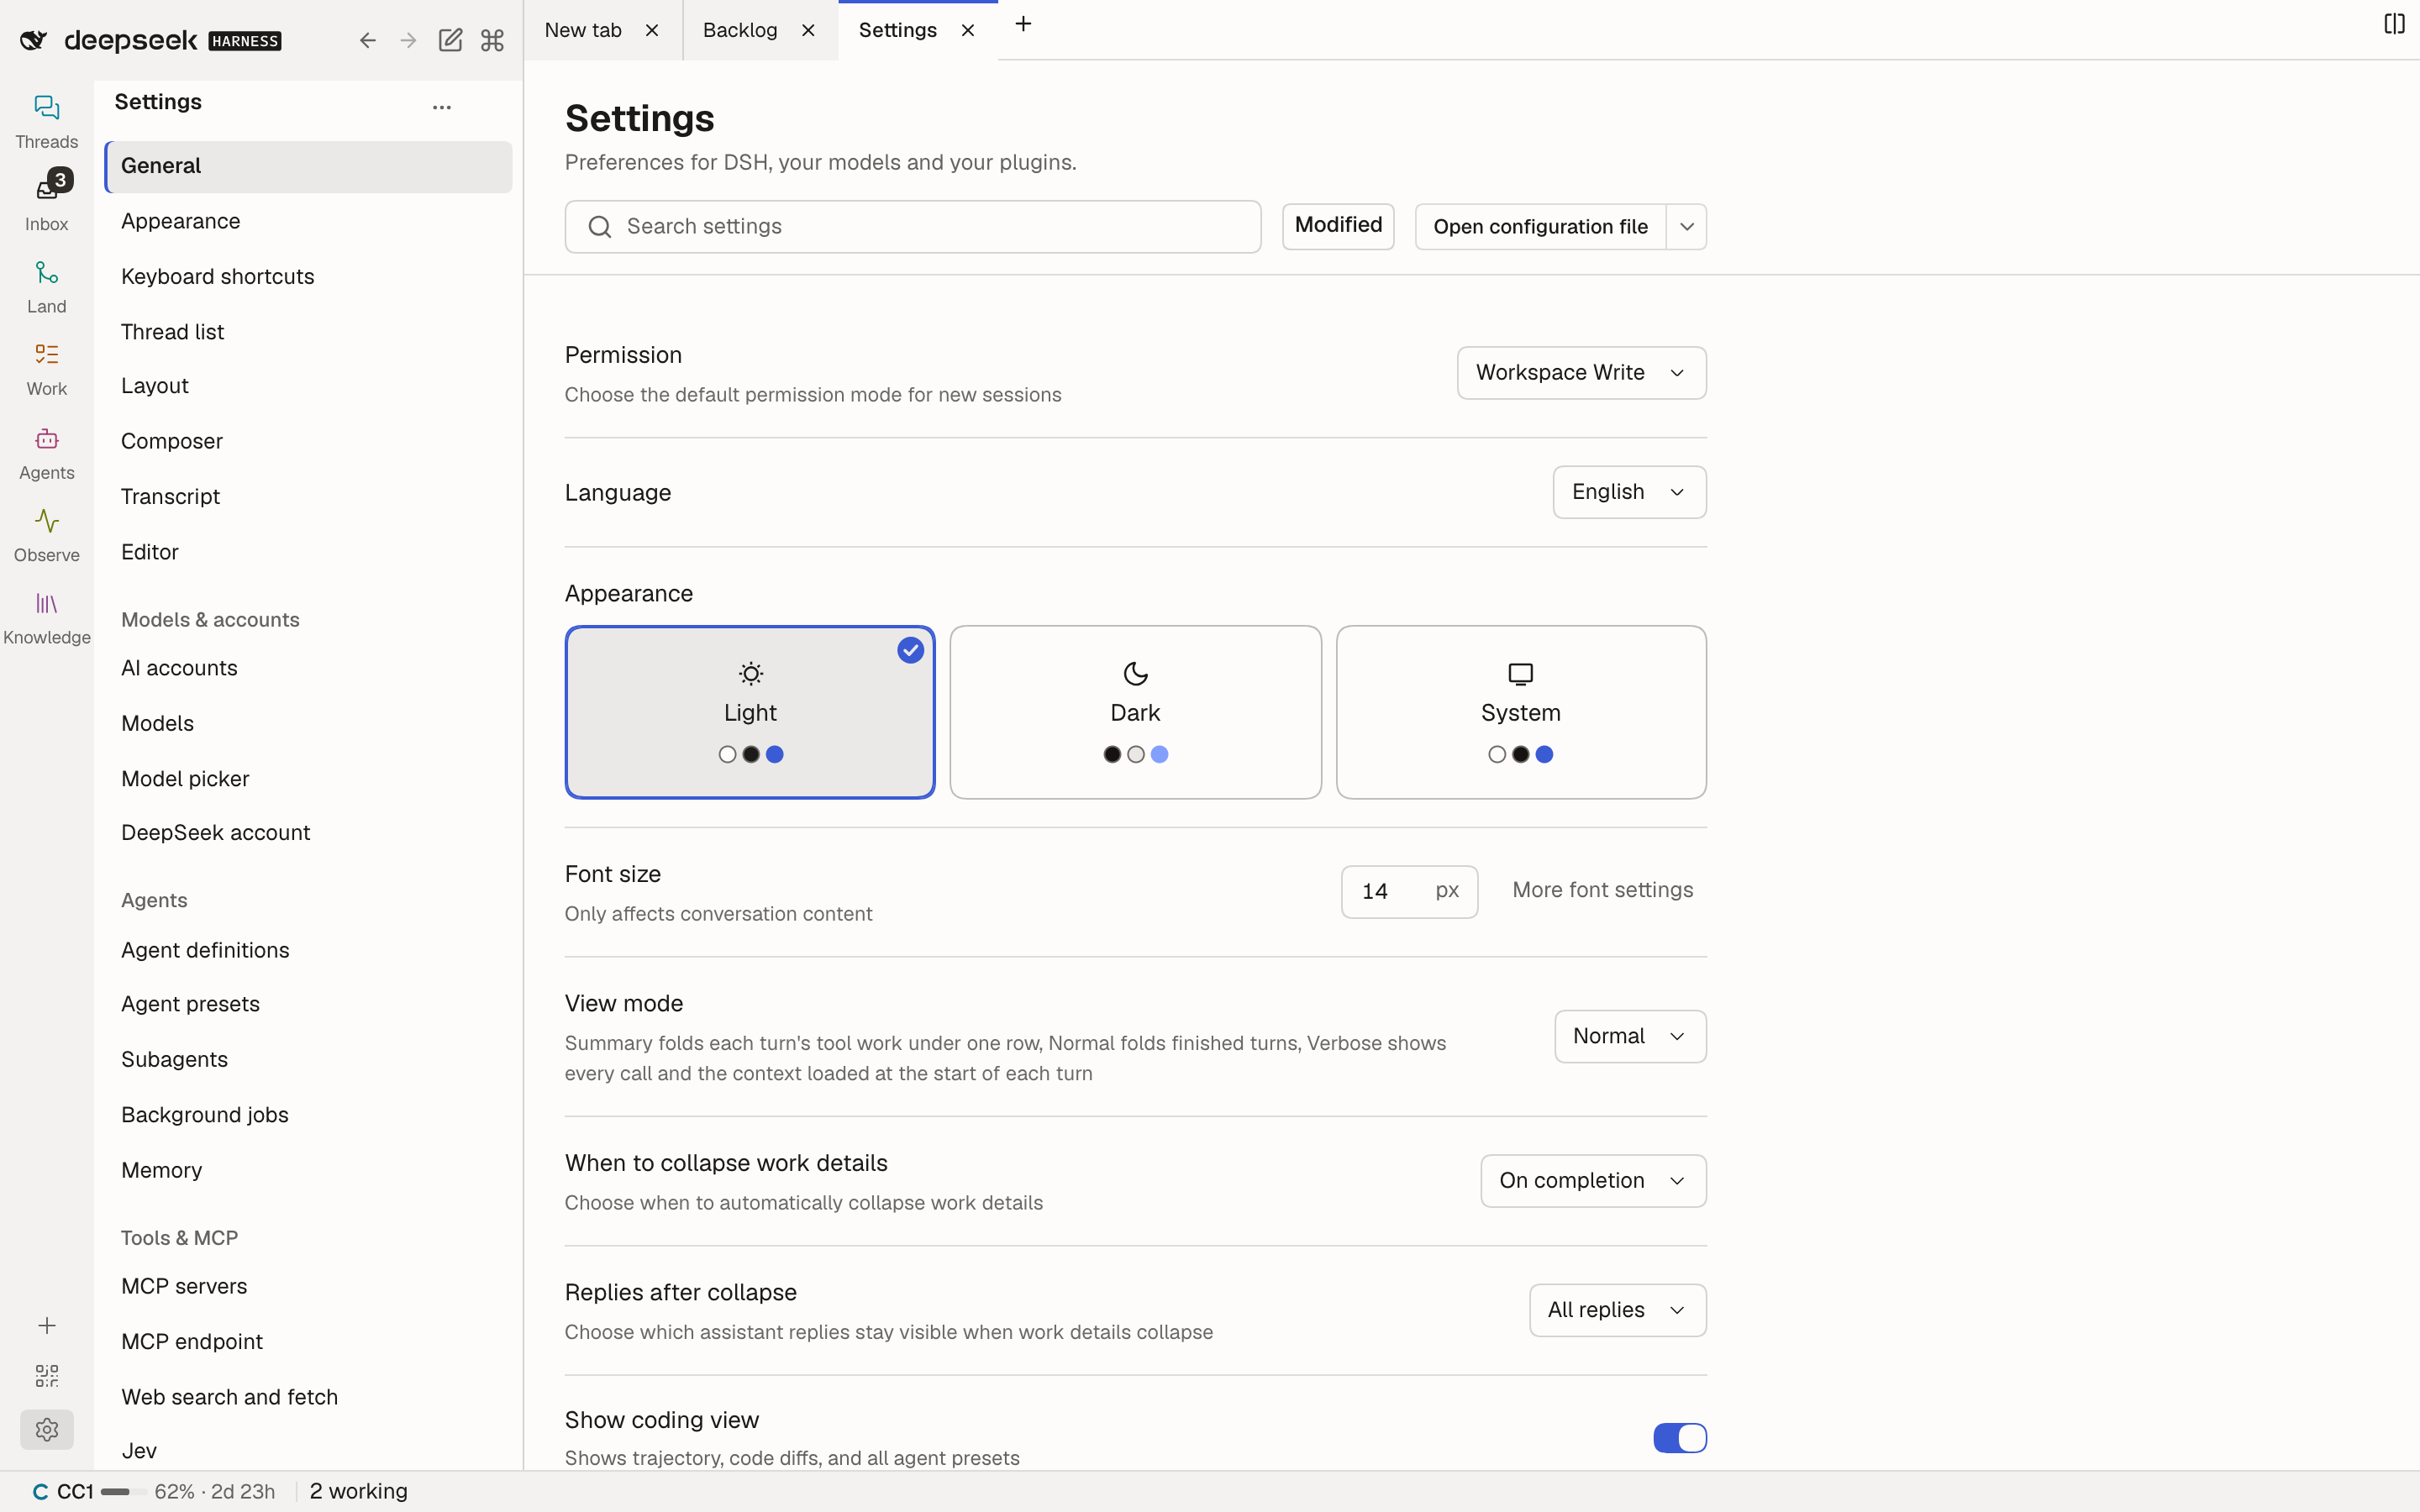 deepseek HARNESS
New tab
Backlog
Settings
Threads
3
Inbox
Land
Work
Agents
Observe
Knowledge
Settings
General
Appearance
Keyboard shortcuts
Thread list
Layout
Composer
Transcript
Editor
Models & accounts
AI accounts
Models
Model picker
DeepSeek account
Agents
Agent definitions
Agent presets
Subagents
Background jobs
Memory
Tools & MCP
MCP servers
MCP endpoint
Web search and fetch
Jev
Settings
Preferences for DSH, your models and your plugins.
Search settings
Modified
Open configuration file
Permission
Choose the default permission mode for new sessions
Workspace Write
Language
English
Appearance
Light
Dark
System
Font size
Only affects conversation content
14 px
More font settings
View mode
Summary folds each turn's tool work under one row, Normal folds finished turns, Verbose shows
every call and the context loaded at the start of each turn
Normal
When to collapse work details
Choose when to automatically collapse work details
On completion
Replies after collapse
Choose which assistant replies stay visible when work details collapse
All replies
Show coding view
Shows trajectory, code diffs, and all agent presets
CC1 62% · 2d 23h
2 working